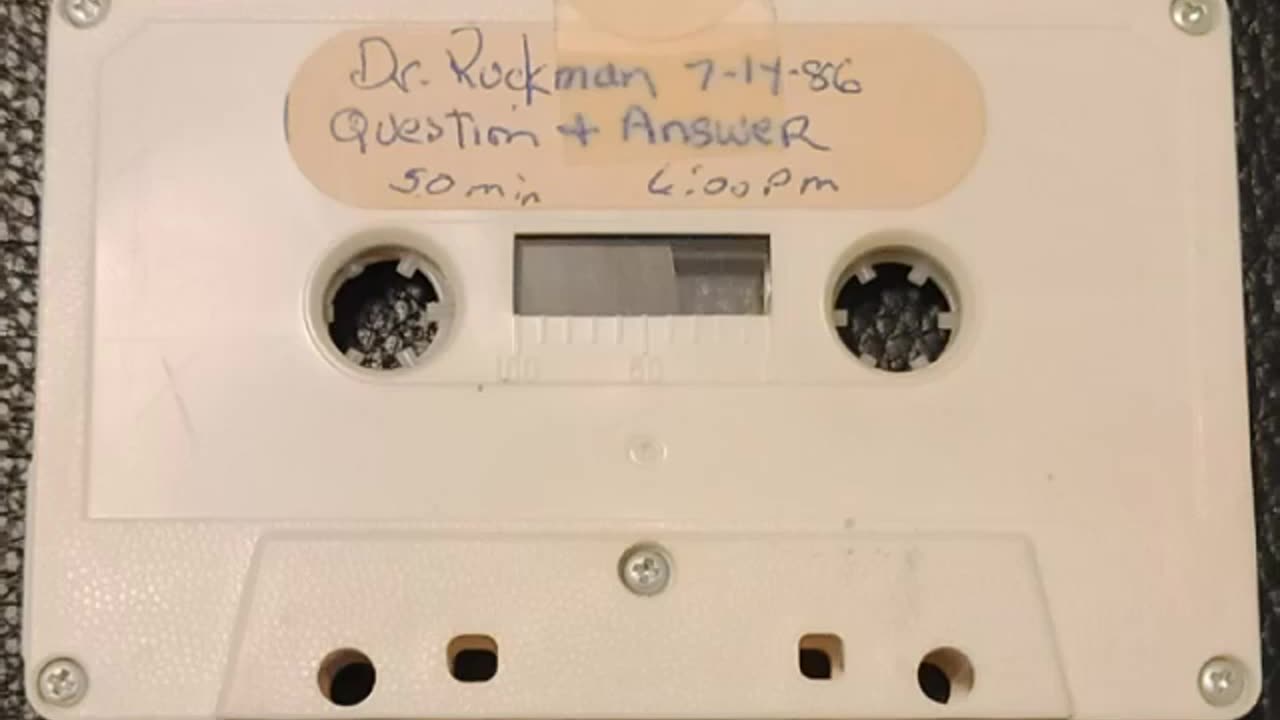 Dr. Ruckman 7-14-86
Question + Answer
50 min 6:00 Pm